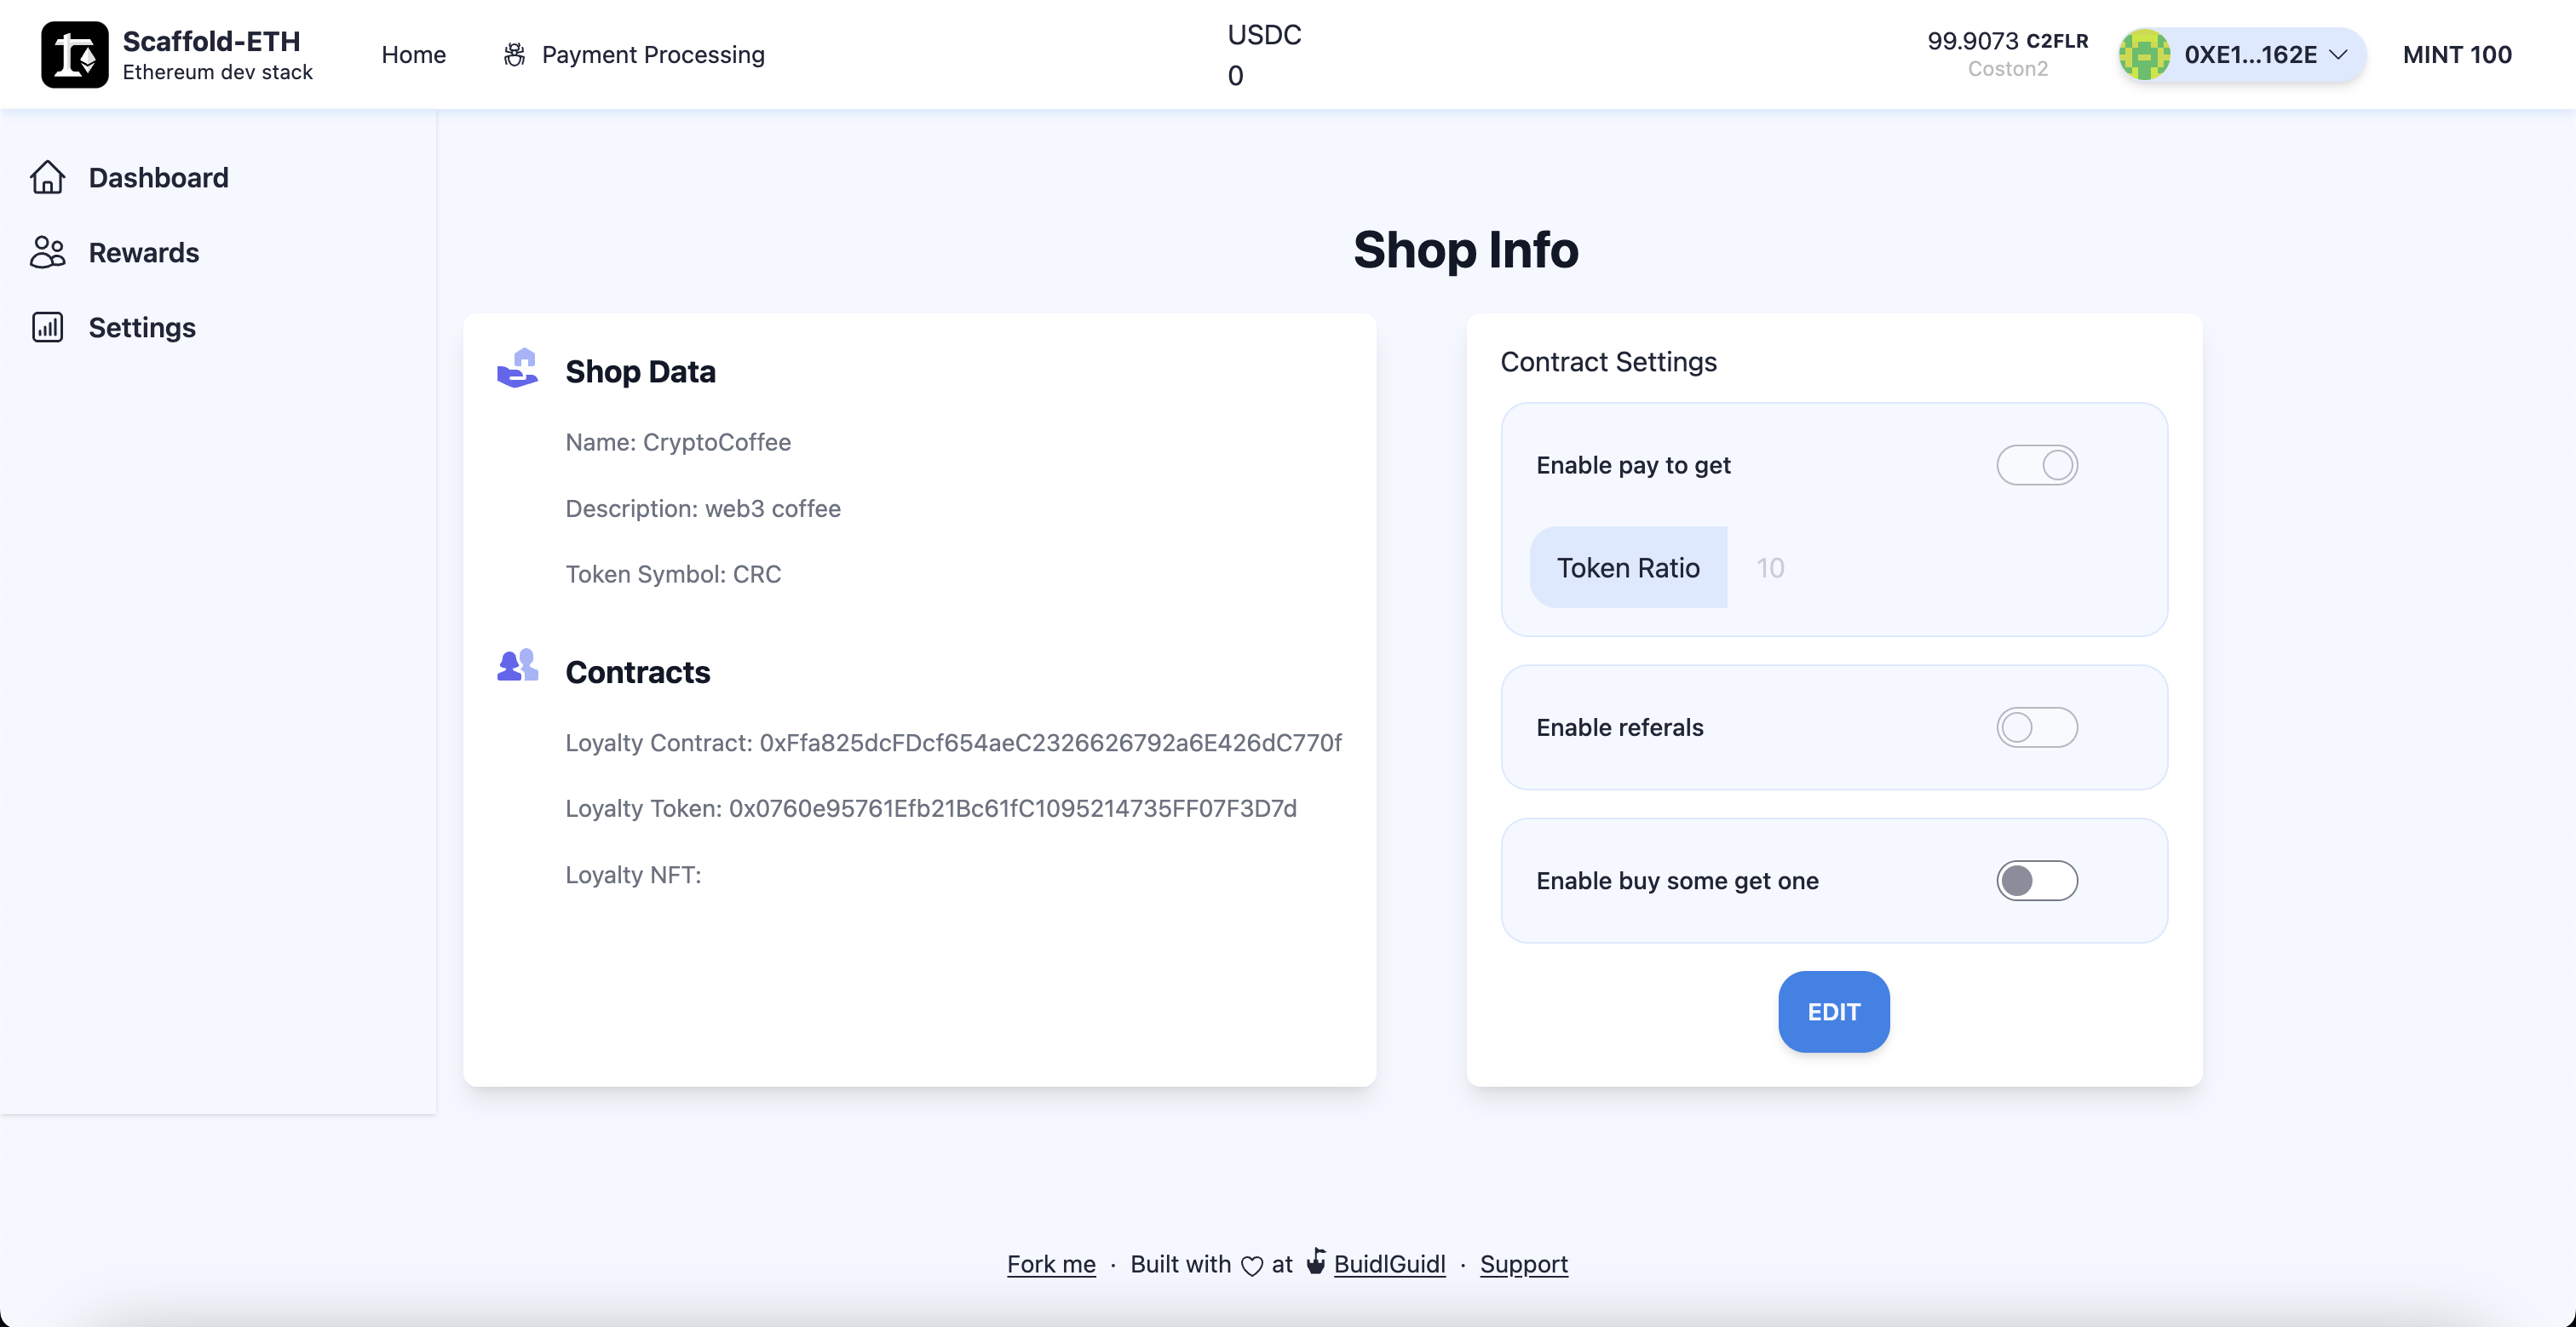 Scaffold-ETH
Ethereum dev stack
Home
Payment Processing
USDC
0
99.9073 C2FLR
Coston2
0XE1...162E
MINT 100
Dashboard
Rewards
Settings
Shop Info
Shop Data
Name: CryptoCoffee
Description: web3 coffee
Token Symbol: CRC
Contracts
Loyalty Contract: 0xFfa825dcFDcf654aeC2326626792a6E426dC770f
Loyalty Token: 0x0760e95761Efb21Bc61fC1095214735FF07F3D7d
Loyalty NFT:
Contract Settings
Enable pay to get
Token Ratio 10
Enable referals
Enable buy some get one
EDIT
Fork me · Built with ♡ at BuidlGuidl · Support